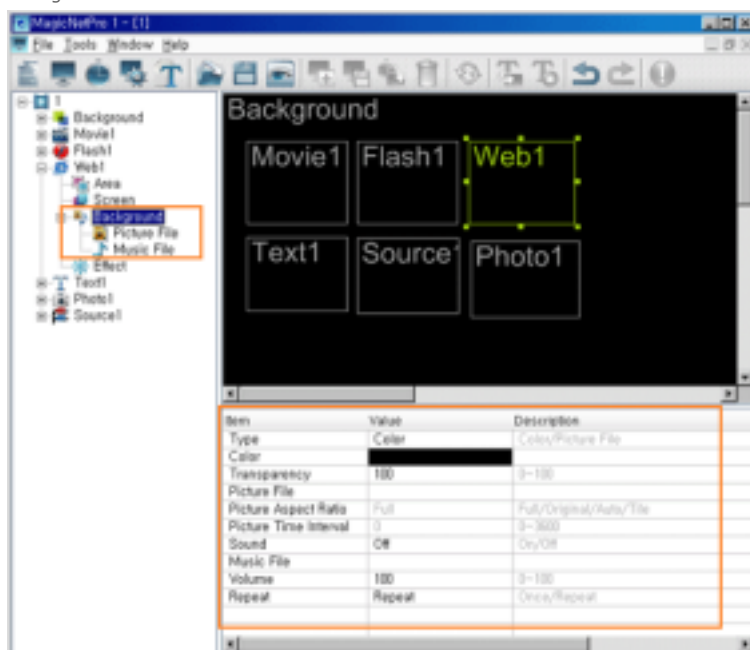 MagicNetPro 1 - [1]
File Tools Window Help
1
Background
Movie1
Flash1
Web1
Area
Screen
Background
Picture File
Music File
Effect
Text1
Photo1
Source1
Background
Movie1 Flash1 Web1
Text1 Source1 Photo1
Item Value Description
Type Color Color/Picture File
Color
Transparency 100 0~100
Picture File
Picture Aspect Ratio Full Full/Original/Auto/Tile
Picture Time Interval 0 0~3600
Sound Off On/Off
Music File
Volume 100 0~100
Repeat Repeat Once/Repeat